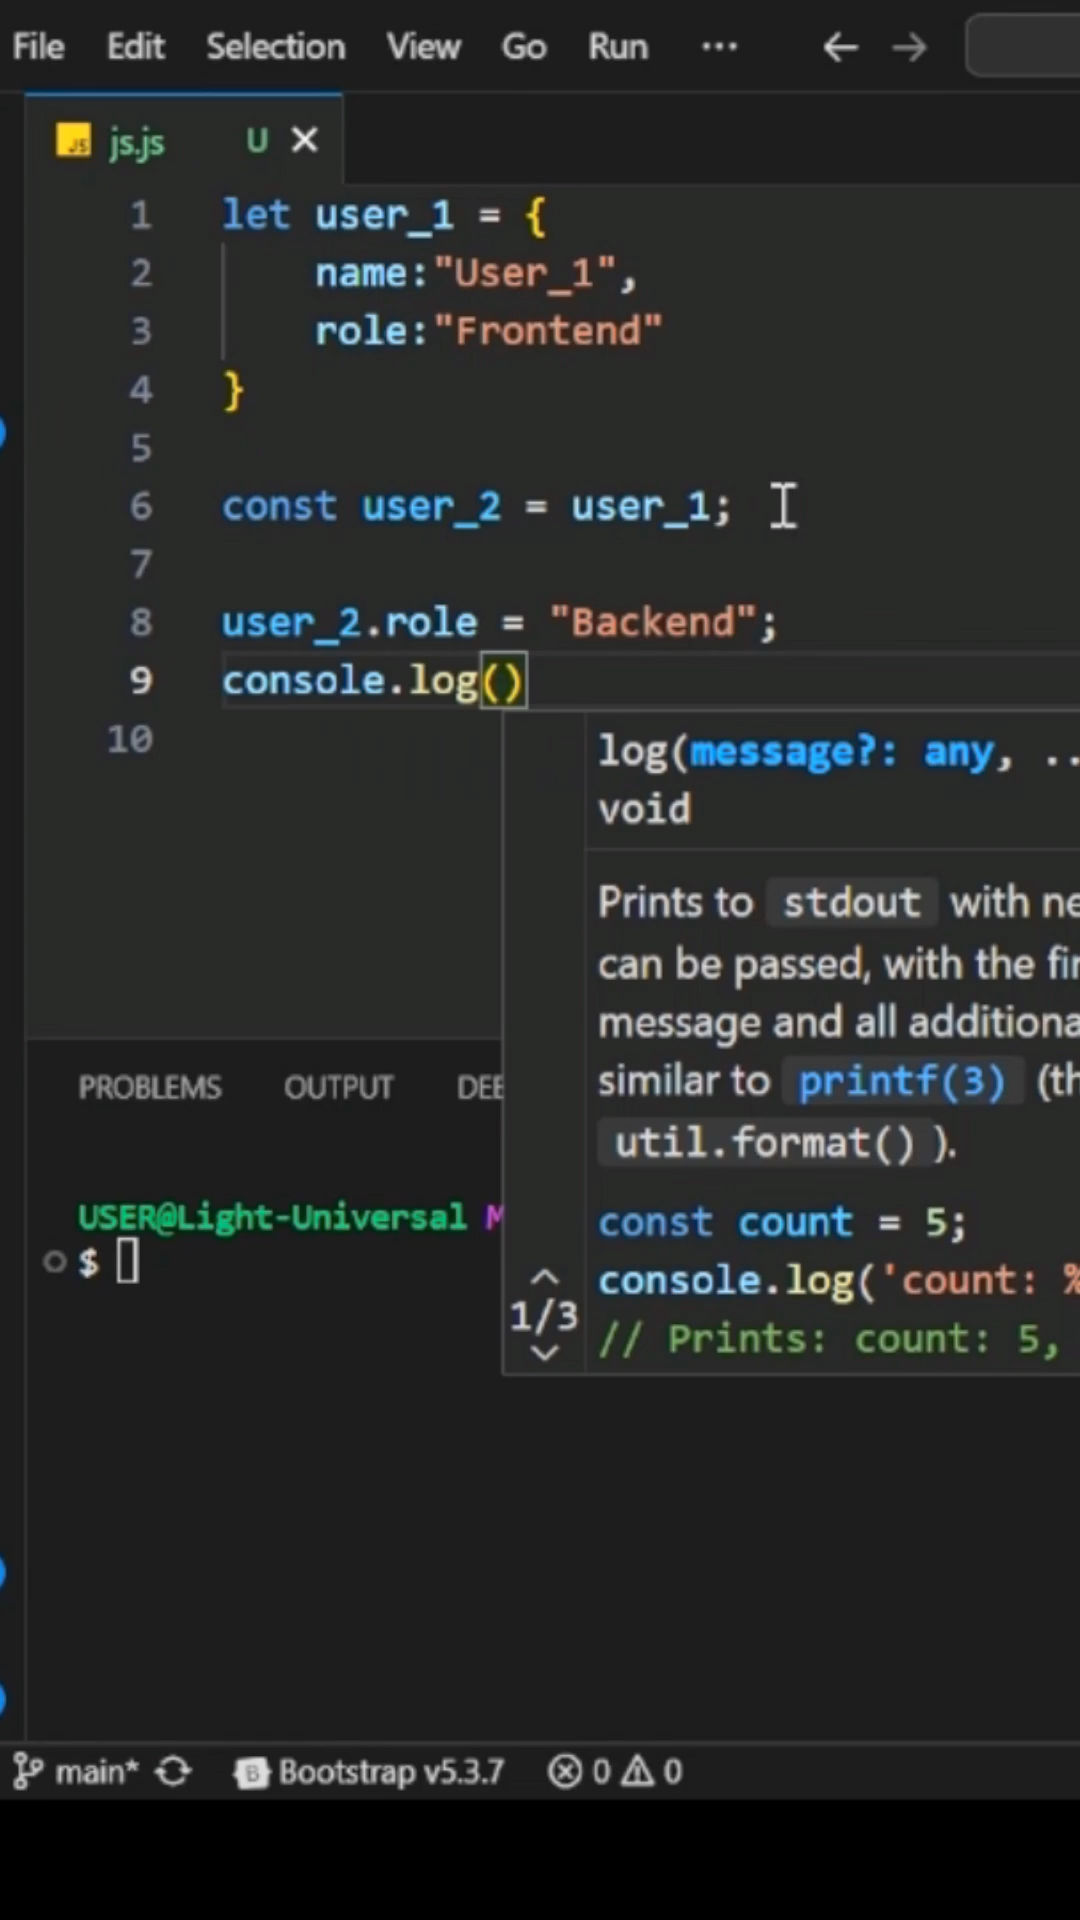 File Edit Selection View Go Run ...
js.js U
1 let user_1 = {
2 name:"User_1",
3 role:"Frontend"
4 }
5
6 const user_2 = user_1;
7
8 user_2.role = "Backend";
9 console.log()
10
log(message?: any, ..
void
Prints to stdout with ne
can be passed, with the fir
message and all additiona
similar to printf(3) (th
util.format() ).
const count = 5;
console.log('count: %
// Prints: count: 5,
1/3
PROBLEMS OUTPUT DEE
USER@Light-Universal M
$
main* Bootstrap v5.3.7 0 0